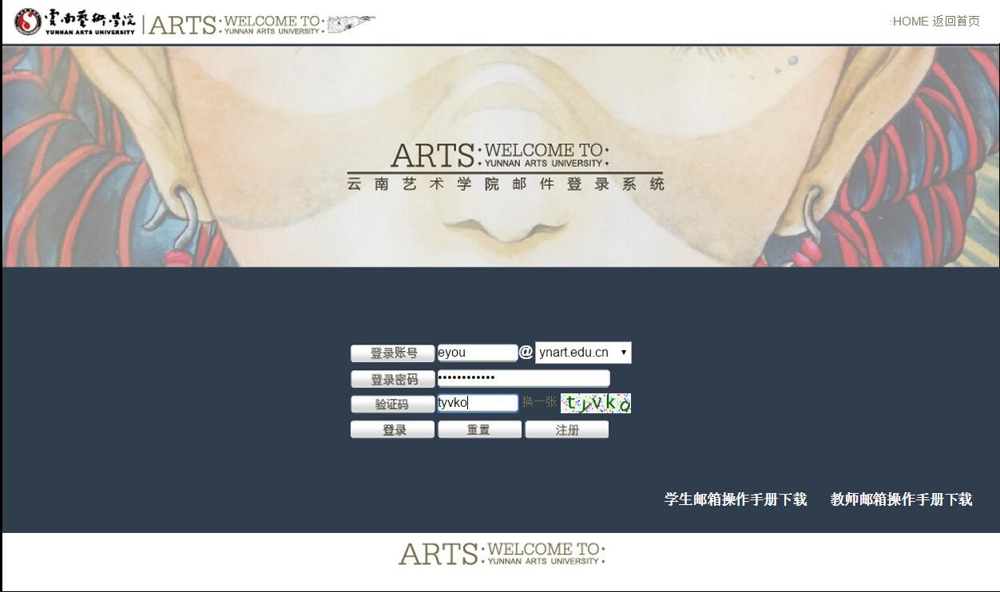 雲南藝術学院
YUNNAN ARTS UNIVERSITY
ARTS: WELCOME TO:
YUNNAN ARTS UNIVERSITY.
·HOME 返回首页
ARTS: WELCOME TO:
YUNNAN ARTS UNIVERSITY
云南艺术学院邮件登录系统
登录账号 eyou @ ynart.edu.cn
登录密码 ••••••••••••
验证码 tyvko 换一张 tyvko
登录 重置 注册
学生邮箱操作手册下载 教师邮箱操作手册下载
ARTS: WELCOME TO:
YUNNAN ARTS UNIVERSITY